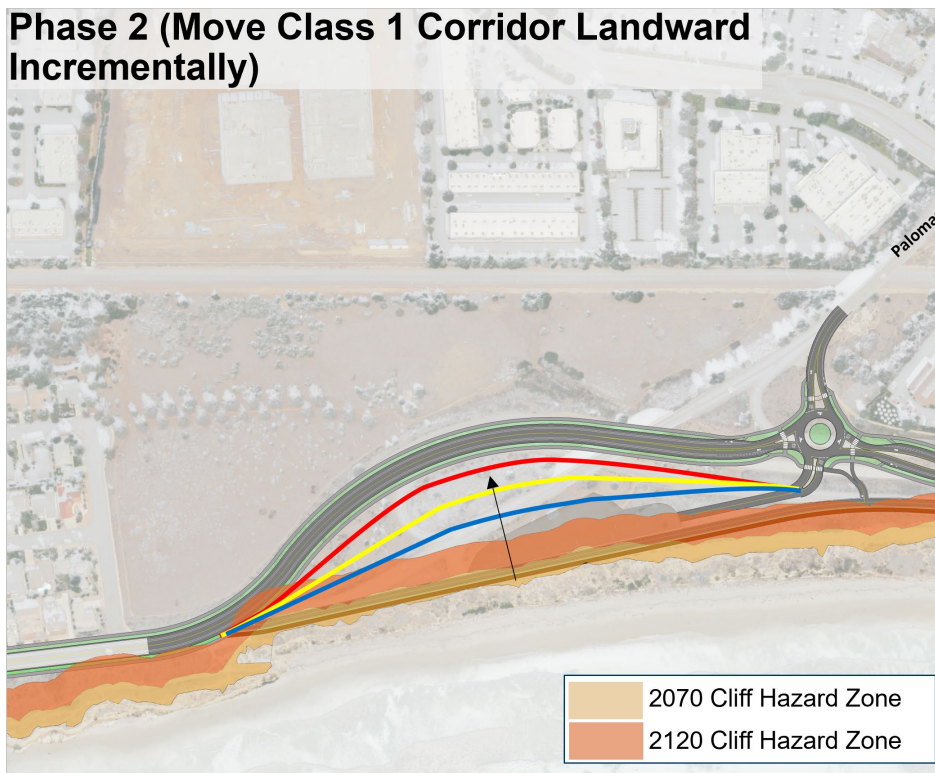 Phase 2 (Move Class 1 Corridor Landward
Incrementally)
Paloma
2070 Cliff Hazard Zone
2120 Cliff Hazard Zone